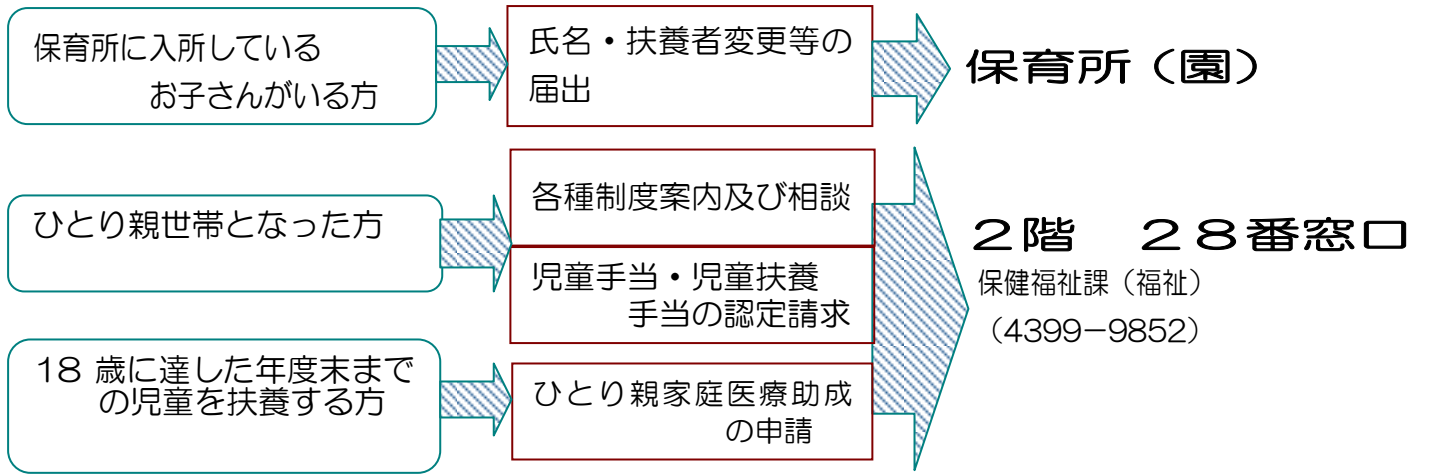 保育所に入所している
お子さんがいる方
氏名・扶養者変更等の
届出
保育所（園）
ひとり親世帯となった方
各種制度案内及び相談
児童手当・児童扶養
手当の認定請求
２階　２８番窓口
保健福祉課（福祉）
（4399－9852）
18 歳に達した年度末まで
の児童を扶養する方
ひとり親家庭医療助成
の申請